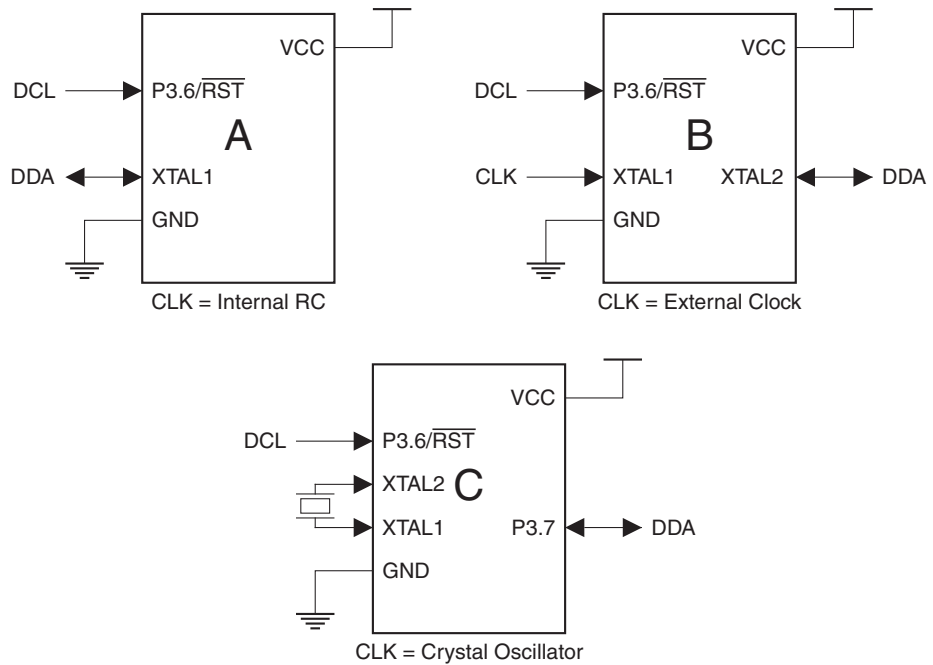 VCC
DCL
P3.6/RST
A
DDA
XTAL1
GND
CLK = Internal RC
VCC
DCL
P3.6/RST
B
CLK
XTAL1
XTAL2
DDA
GND
CLK = External Clock
VCC
DCL
P3.6/RST
XTAL2
C
XTAL1
P3.7
DDA
GND
CLK = Crystal Oscillator